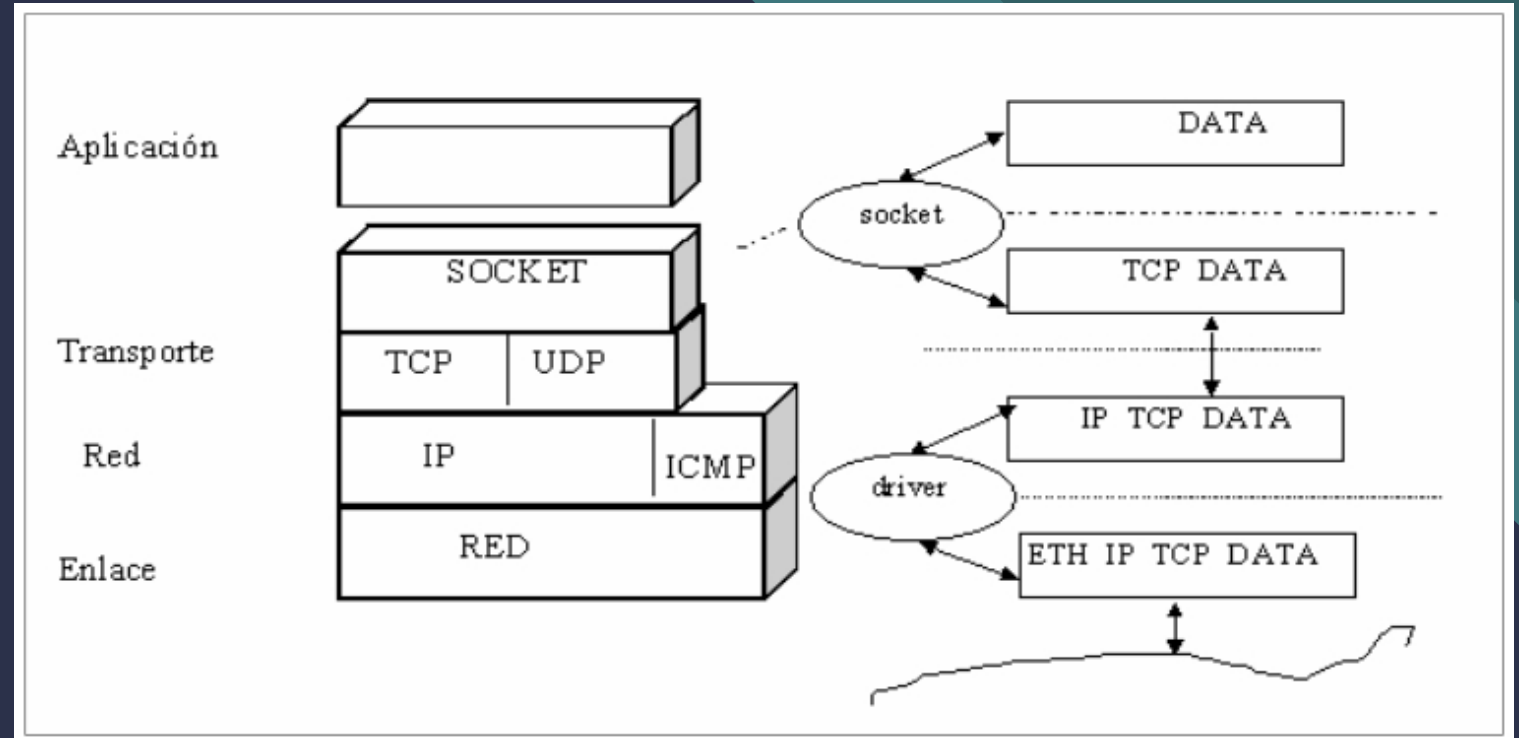 Aplicación
Transporte
Red
Enlace
SOCKET
TCP UDP
IP ICMP
RED
socket
driver
DATA
TCP DATA
IP TCP DATA
ETH IP TCP DATA